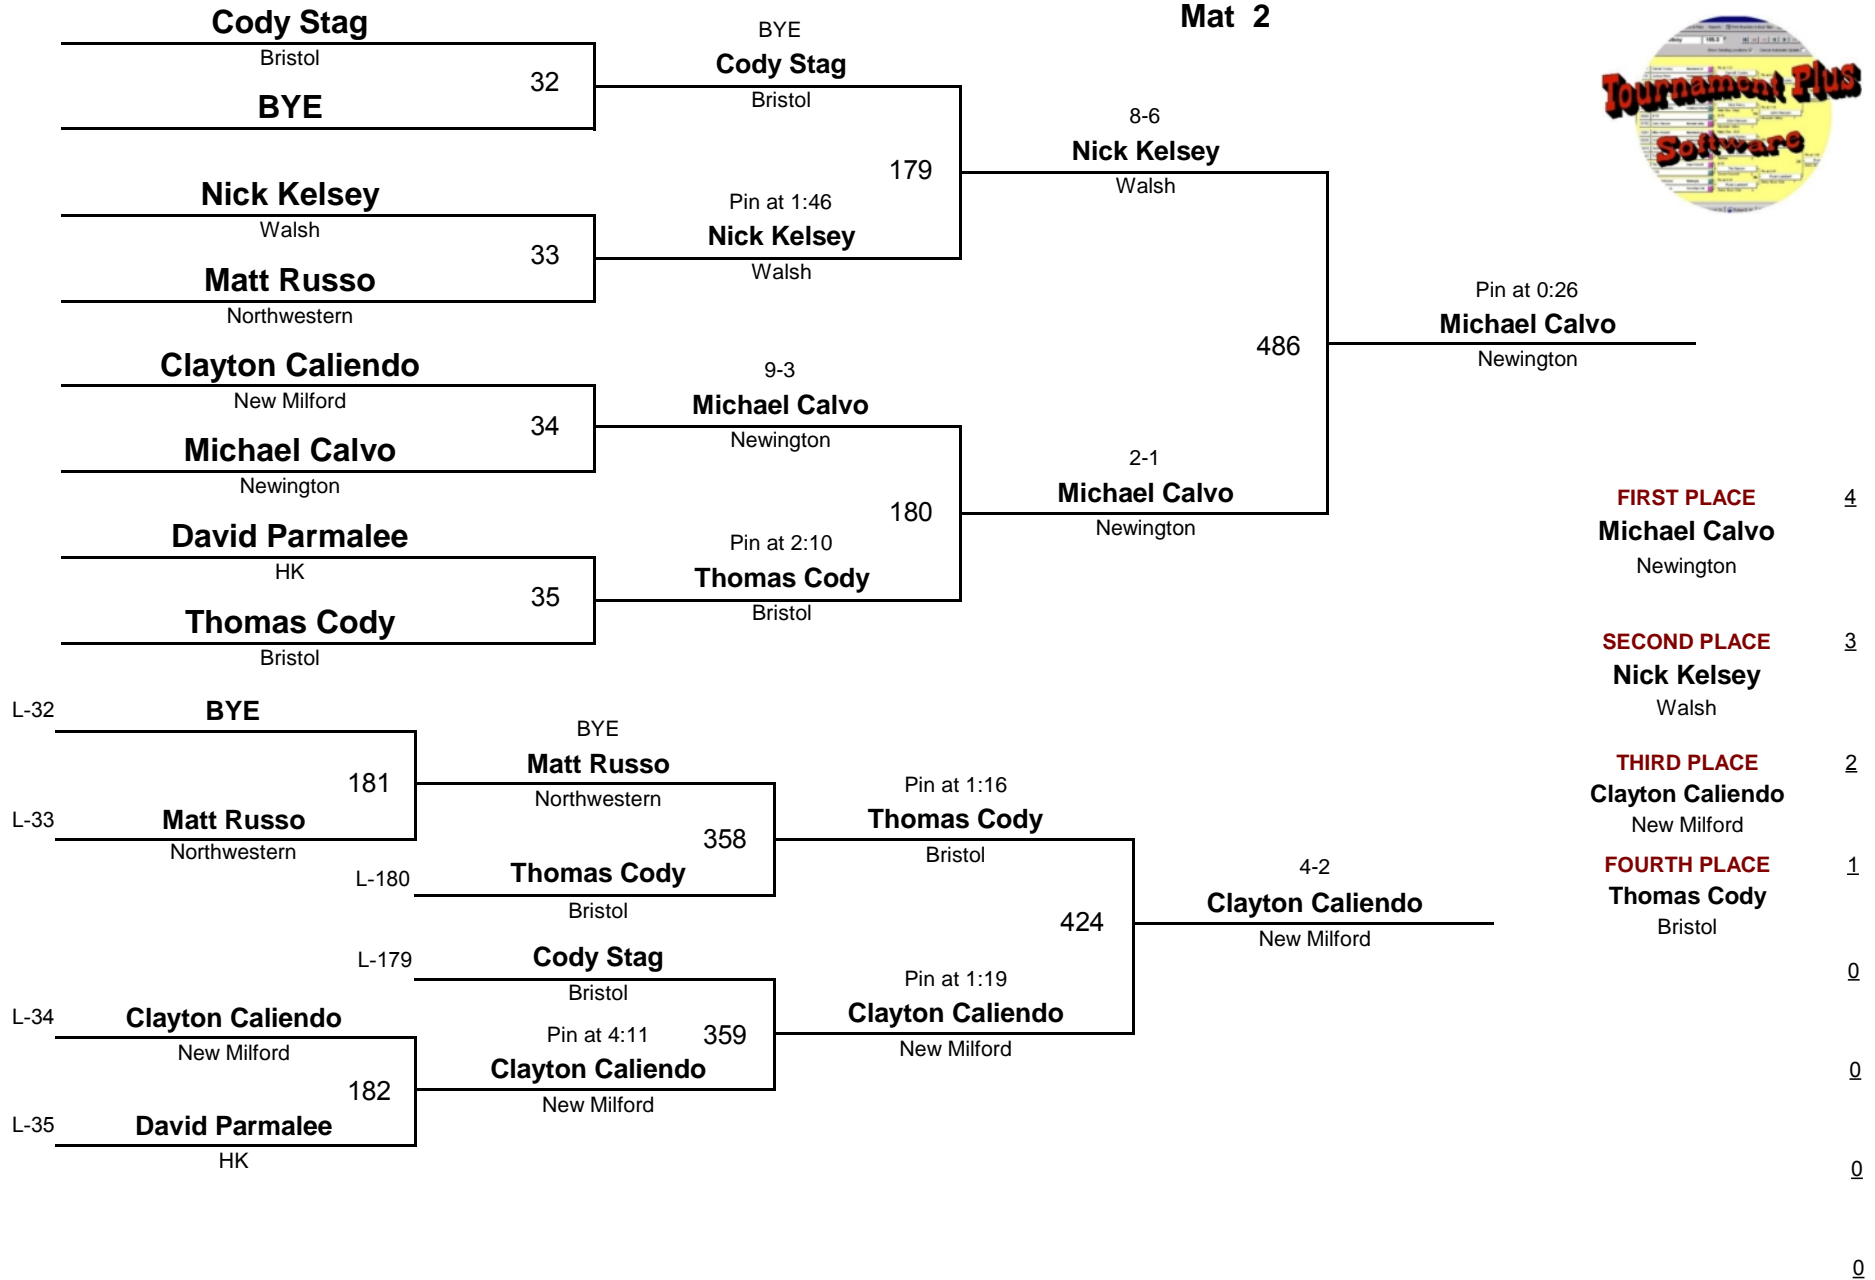 Mat 2
Tournament Plus
Software
Cody Stag
Bristol
32
BYE
Nick Kelsey
Walsh
33
Matt Russo
Northwestern
Clayton Caliendo
New Milford
34
Michael Calvo
Newington
David Parmalee
HK
35
Thomas Cody
Bristol
BYE
Cody Stag
Bristol
179
Pin at 1:46
Nick Kelsey
Walsh
9-3
Michael Calvo
Newington
180
Pin at 2:10
Thomas Cody
Bristol
8-6
Nick Kelsey
Walsh
486
2-1
Michael Calvo
Newington
Pin at 0:26
Michael Calvo
Newington
L-32 BYE
181
L-33 Matt Russo
Northwestern
BYE
Matt Russo
Northwestern
358
L-180 Thomas Cody
Bristol
L-179 Cody Stag
Bristol
359
L-34 Clayton Caliendo
New Milford
182
L-35 David Parmalee
HK
Pin at 4:11
Clayton Caliendo
New Milford
Pin at 1:16
Thomas Cody
Bristol
424
Pin at 1:19
Clayton Caliendo
New Milford
4-2
Clayton Caliendo
New Milford
FIRST PLACE 4
Michael Calvo
Newington
SECOND PLACE 3
Nick Kelsey
Walsh
THIRD PLACE 2
Clayton Caliendo
New Milford
FOURTH PLACE 1
Thomas Cody
Bristol
0
0
0
0